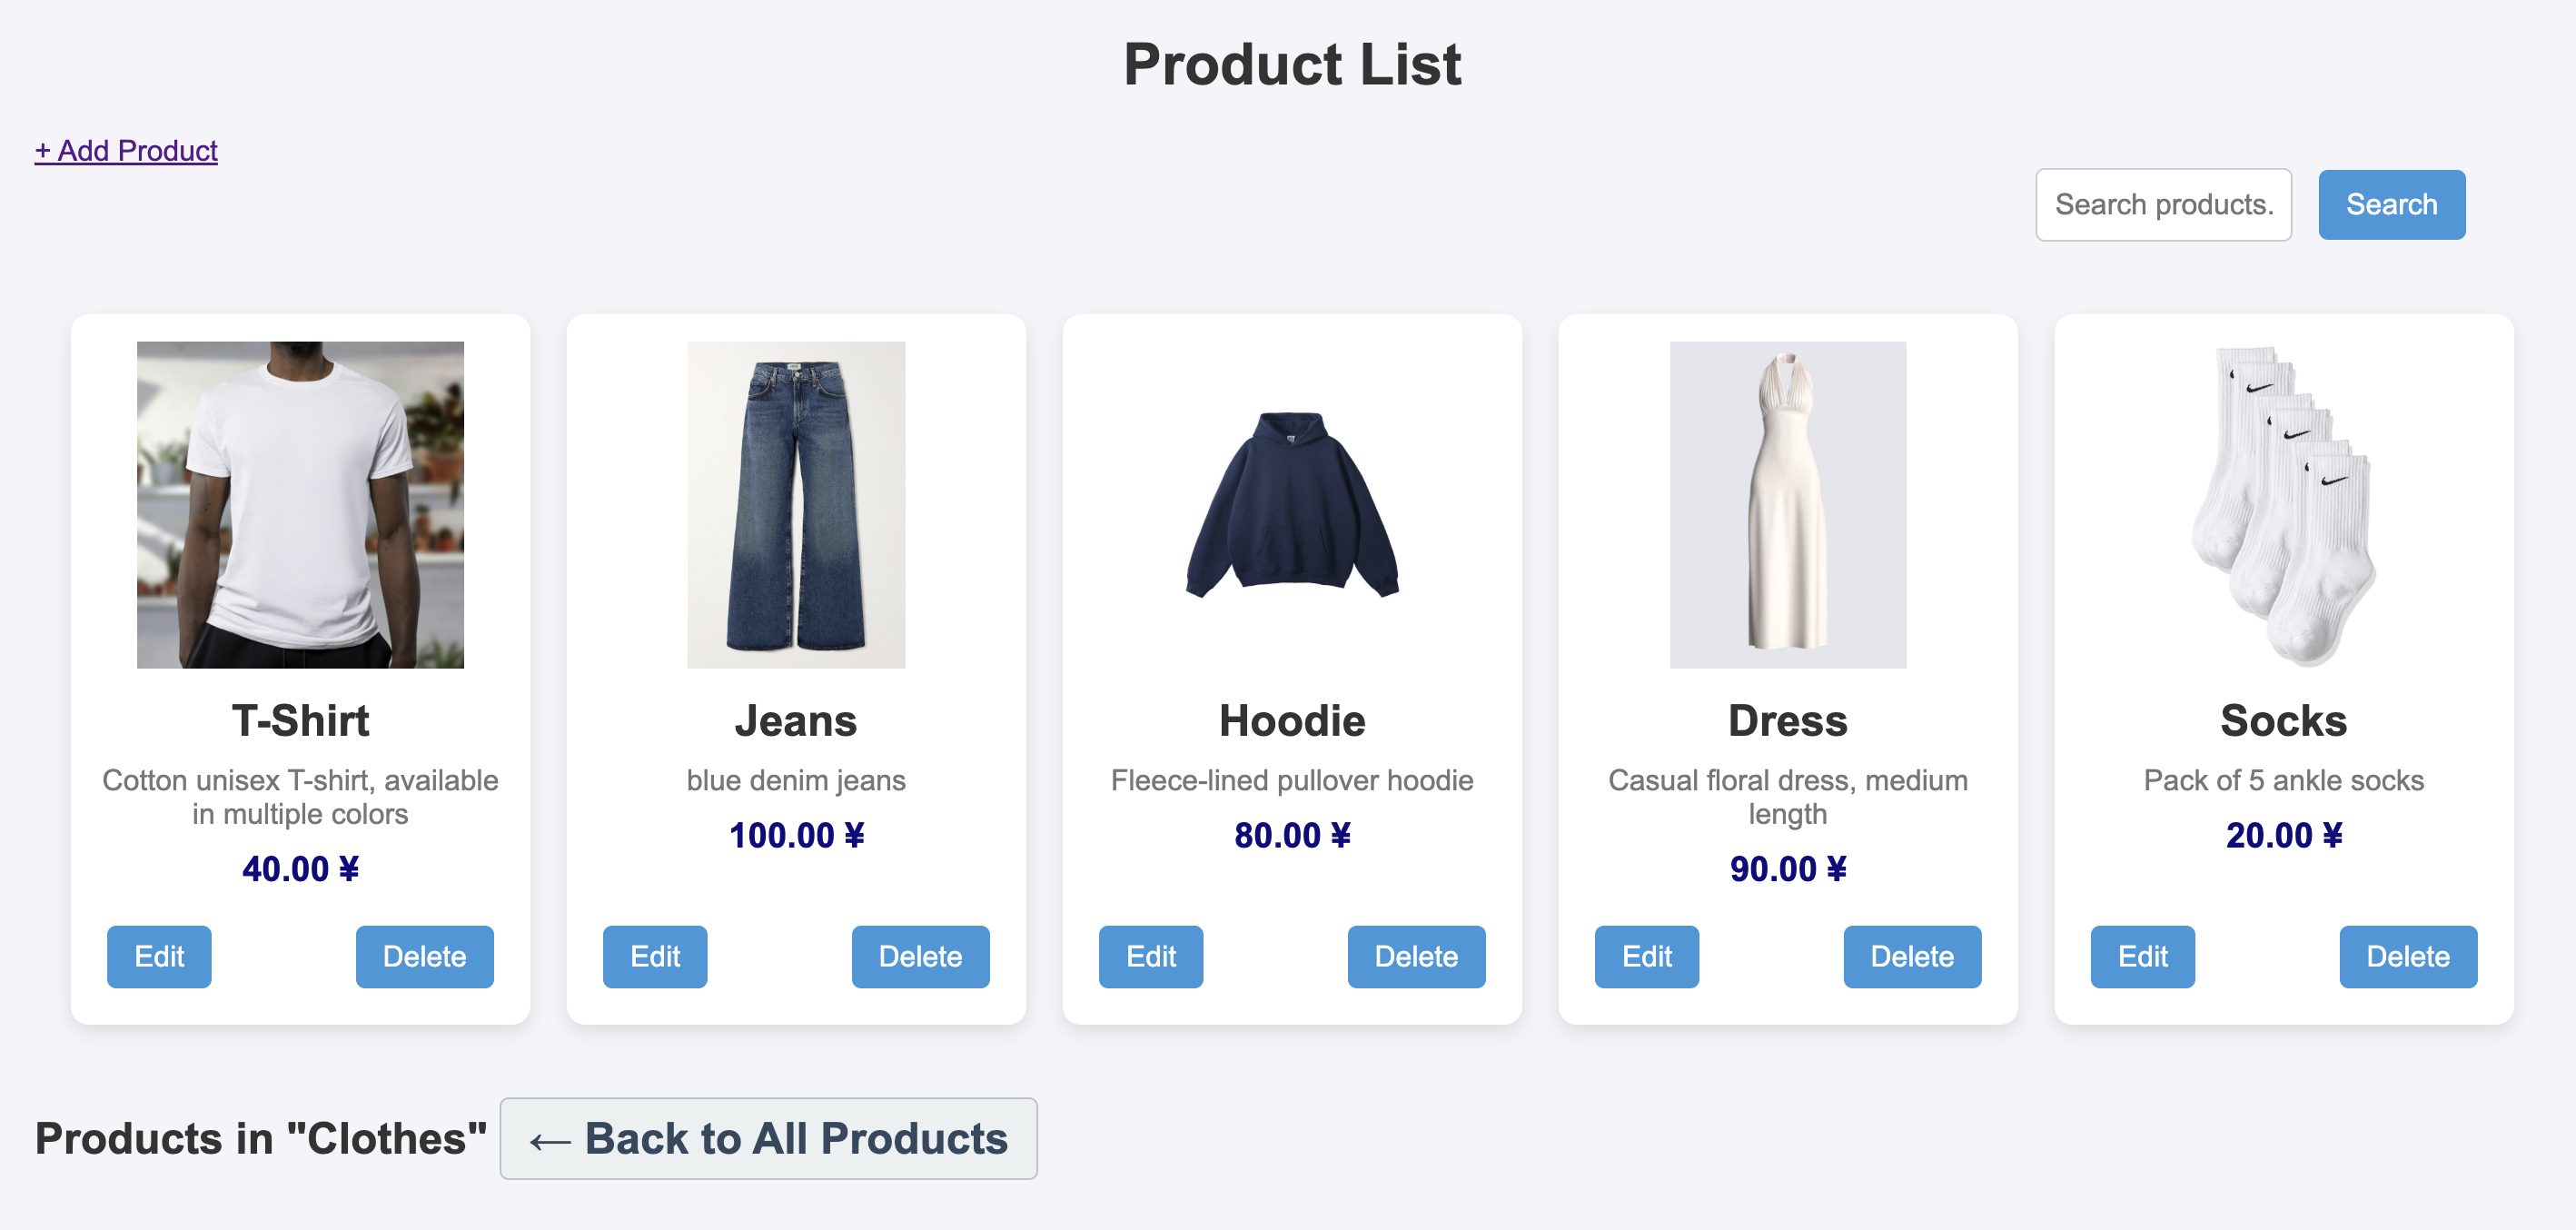 Product List
+ Add Product
Search products.
Search
T-Shirt
Cotton unisex T-shirt, available
in multiple colors
40.00 ¥
Edit
Delete
Jeans
blue denim jeans
100.00 ¥
Edit
Delete
Hoodie
Fleece-lined pullover hoodie
80.00 ¥
Edit
Delete
Dress
Casual floral dress, medium
length
90.00 ¥
Edit
Delete
Socks
Pack of 5 ankle socks
20.00 ¥
Edit
Delete
Products in "Clothes"
← Back to All Products